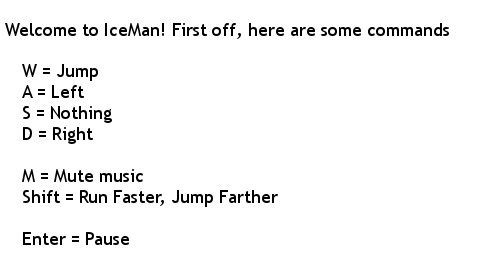 Welcome to IceMan! First off, here are some commands
W = Jump
A = Left
S = Nothing
D = Right
M = Mute music
Shift = Run Faster, Jump Farther
Enter = Pause